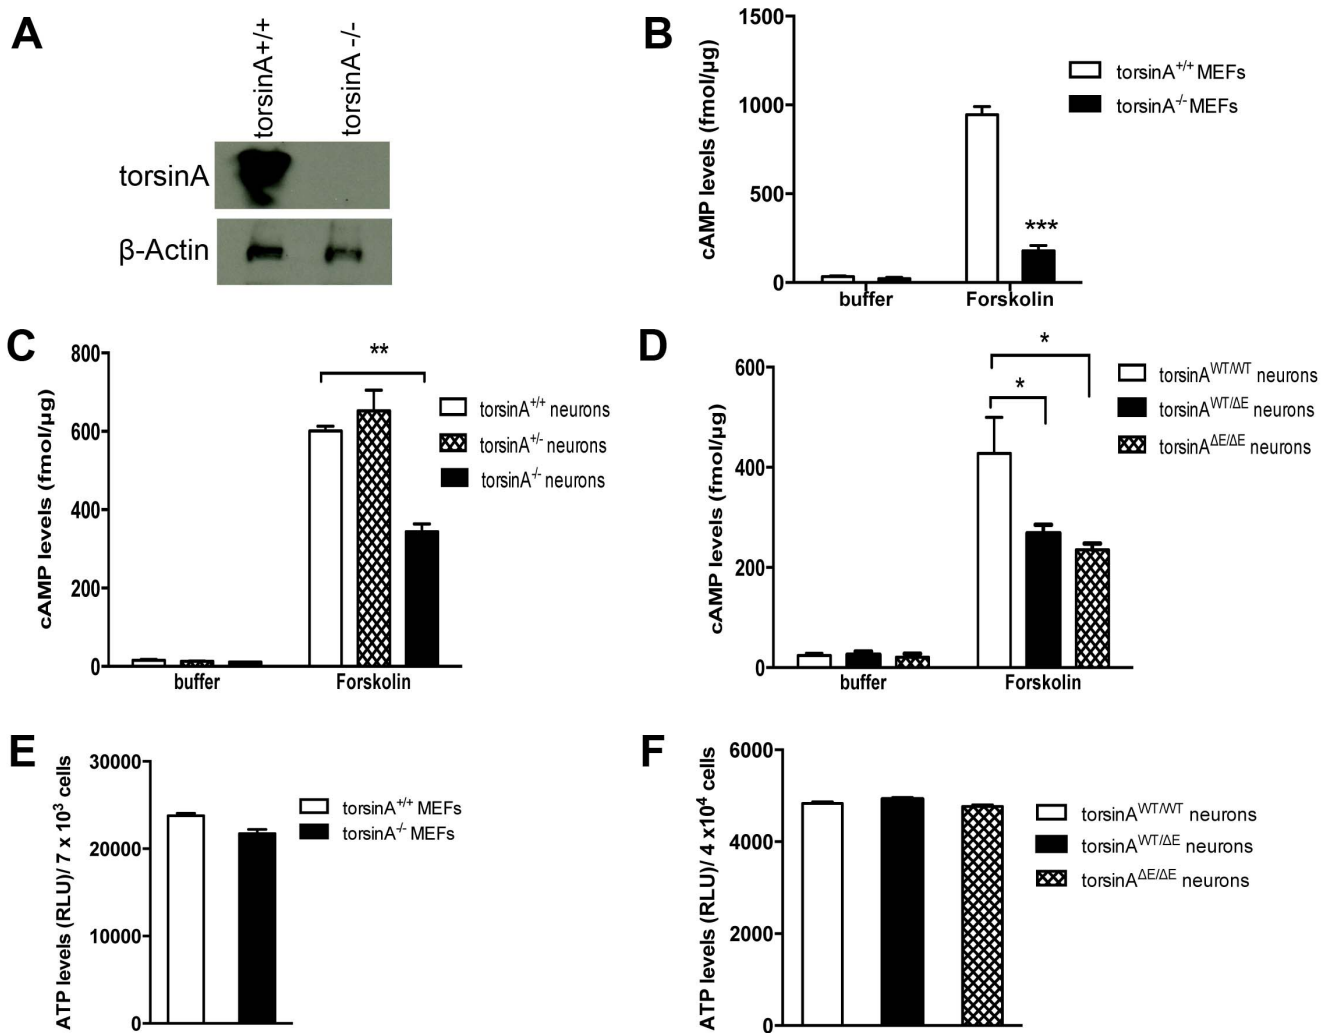 A
torsinA+/+
torsinA -/-
torsinA
β-Actin
B
cAMP levels (fmol/μg)
1500
1000
500
0
***
buffer
Forskolin
torsinA+/+ MEFs
torsinA-/- MEFs
C
cAMP levels (fmol/μg)
800
600
400
200
0
**
buffer
Forskolin
torsinA+/+ neurons
torsinA+/- neurons
torsinA-/- neurons
D
cAMP levels (fmol/μg)
600
400
200
0
*
*
buffer
Forskolin
torsinAWT/WT neurons
torsinAWT/ΔE neurons
torsinAΔE/ΔE neurons
E
ATP levels (RLU)/ 7 x 10³ cells
30000
20000
10000
0
torsinA+/+ MEFs
torsinA-/- MEFs
F
ATP levels (RLU)/ 4 x10⁴ cells
6000
4000
2000
0
torsinAWT/WT neurons
torsinAWT/ΔE neurons
torsinAΔE/ΔE neurons